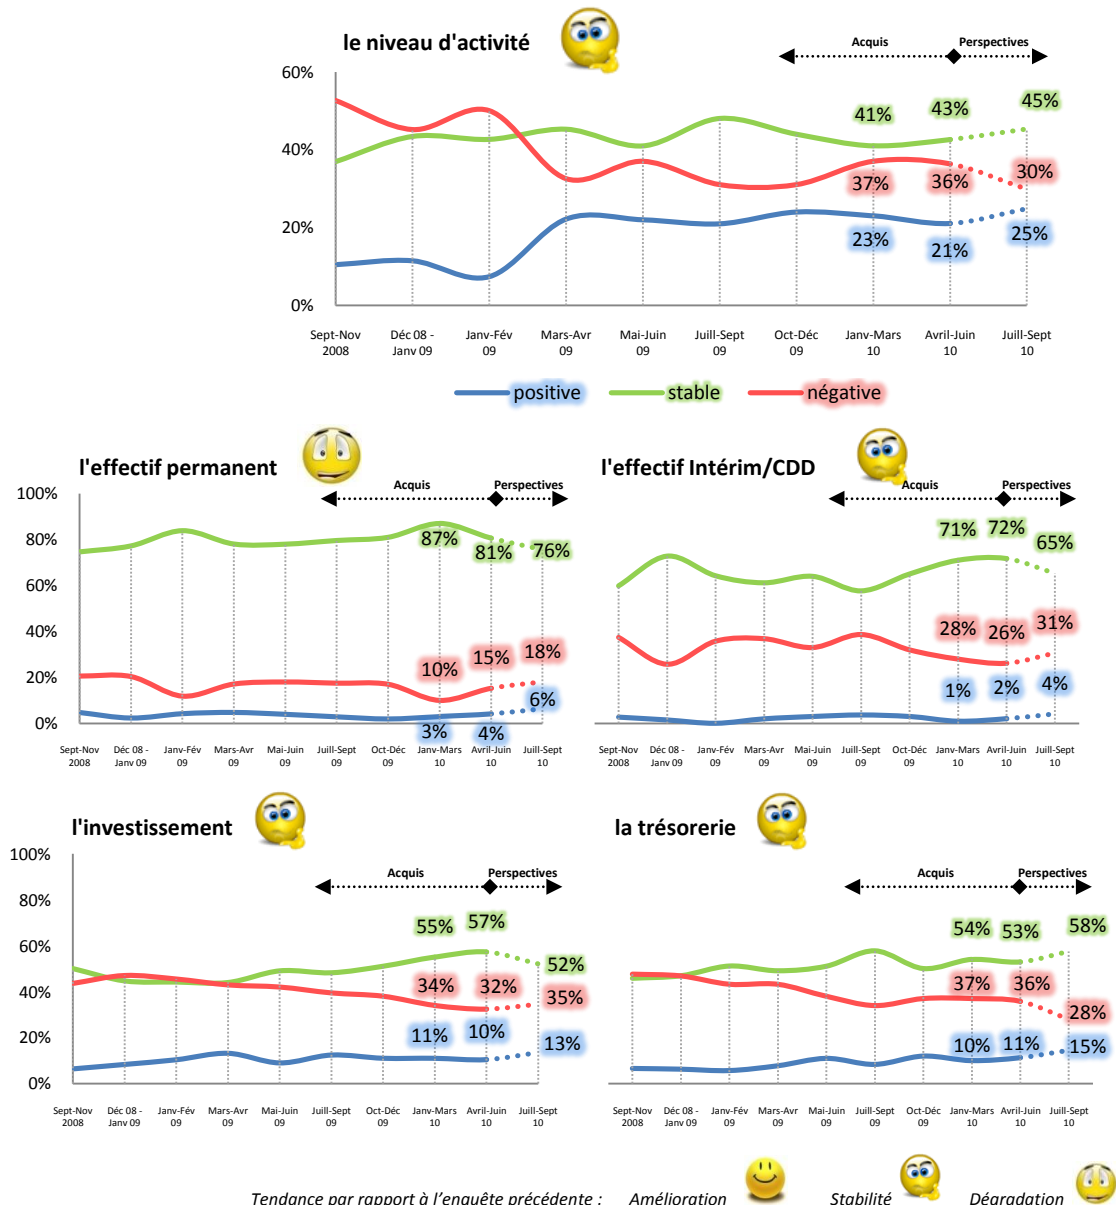 le niveau d'activité
Acquis Perspectives
60%
40%
20%
0%
41% 43% 45%
37% 36% 30%
23% 21% 25%
Sept-Nov 2008
Déc 08 - Janv 09
Janv-Fév 09
Mars-Avr 09
Mai-Juin 09
Juill-Sept 09
Oct-Déc 09
Janv-Mars 10
Avril-Juin 10
Juill-Sept 10
positive stable négative
l'effectif permanent
Acquis Perspectives
100%
80%
60%
40%
20%
0%
87% 81% 76%
10% 15% 18%
3% 4% 6%
Sept-Nov 2008
Déc 08 - Janv 09
Janv-Fév 09
Mars-Avr 09
Mai-Juin 09
Juill-Sept 09
Oct-Déc 09
Janv-Mars 10
Avril-Juin 10
Juill-Sept 10
l'effectif Intérim/CDD
Acquis Perspectives
71% 72% 65%
28% 26% 31%
1% 2% 4%
Sept-Nov 2008
Déc 08 - Janv 09
Janv-Fév 09
Mars-Avr 09
Mai-Juin 09
Juill-Sept 09
Oct-Déc 09
Janv-Mars 10
Avril-Juin 10
Juill-Sept 10
l'investissement
Acquis Perspectives
100%
80%
60%
40%
20%
0%
55% 57% 52%
34% 32% 35%
11% 10% 13%
Sept-Nov 2008
Déc 08 - Janv 09
Janv-Fév 09
Mars-Avr 09
Mai-Juin 09
Juill-Sept 09
Oct-Déc 09
Janv-Mars 10
Avril-Juin 10
Juill-Sept 10
la trésorerie
Acquis Perspectives
54% 53% 58%
37% 36% 28%
10% 11% 15%
Sept-Nov 2008
Déc 08 - Janv 09
Janv-Fév 09
Mars-Avr 09
Mai-Juin 09
Juill-Sept 09
Oct-Déc 09
Janv-Mars 10
Avril-Juin 10
Juill-Sept 10
Tendance par rapport à l'enquête précédente : Amélioration Stabilité Dégradation